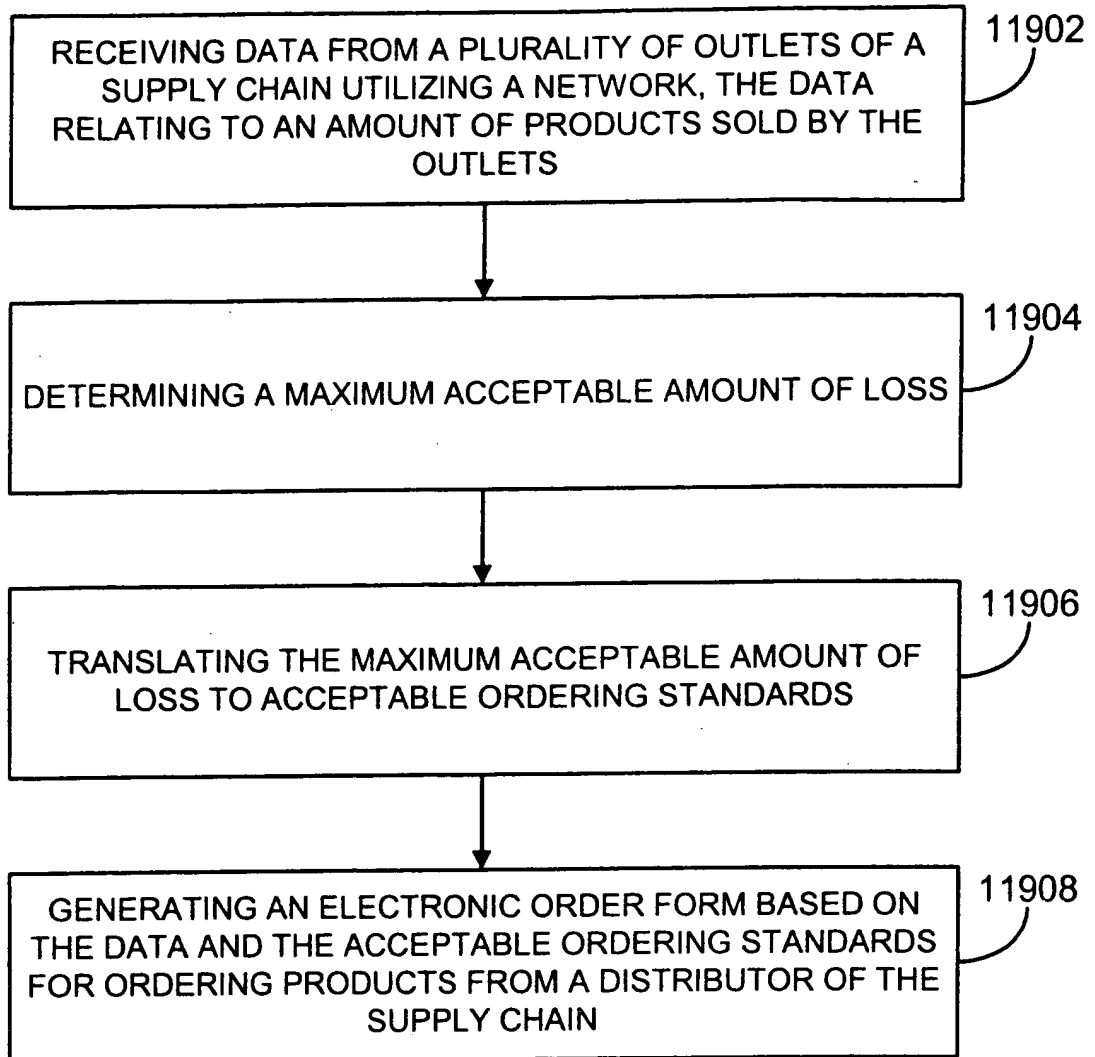 RECEIVING DATA FROM A PLURALITY OF OUTLETS OF A
SUPPLY CHAIN UTILIZING A NETWORK, THE DATA
RELATING TO AN AMOUNT OF PRODUCTS SOLD BY THE
OUTLETS
11902
DETERMINING A MAXIMUM ACCEPTABLE AMOUNT OF LOSS
11904
TRANSLATING THE MAXIMUM ACCEPTABLE AMOUNT OF
LOSS TO ACCEPTABLE ORDERING STANDARDS
11906
GENERATING AN ELECTRONIC ORDER FORM BASED ON
THE DATA AND THE ACCEPTABLE ORDERING STANDARDS
FOR ORDERING PRODUCTS FROM A DISTRIBUTOR OF THE
SUPPLY CHAIN
11908